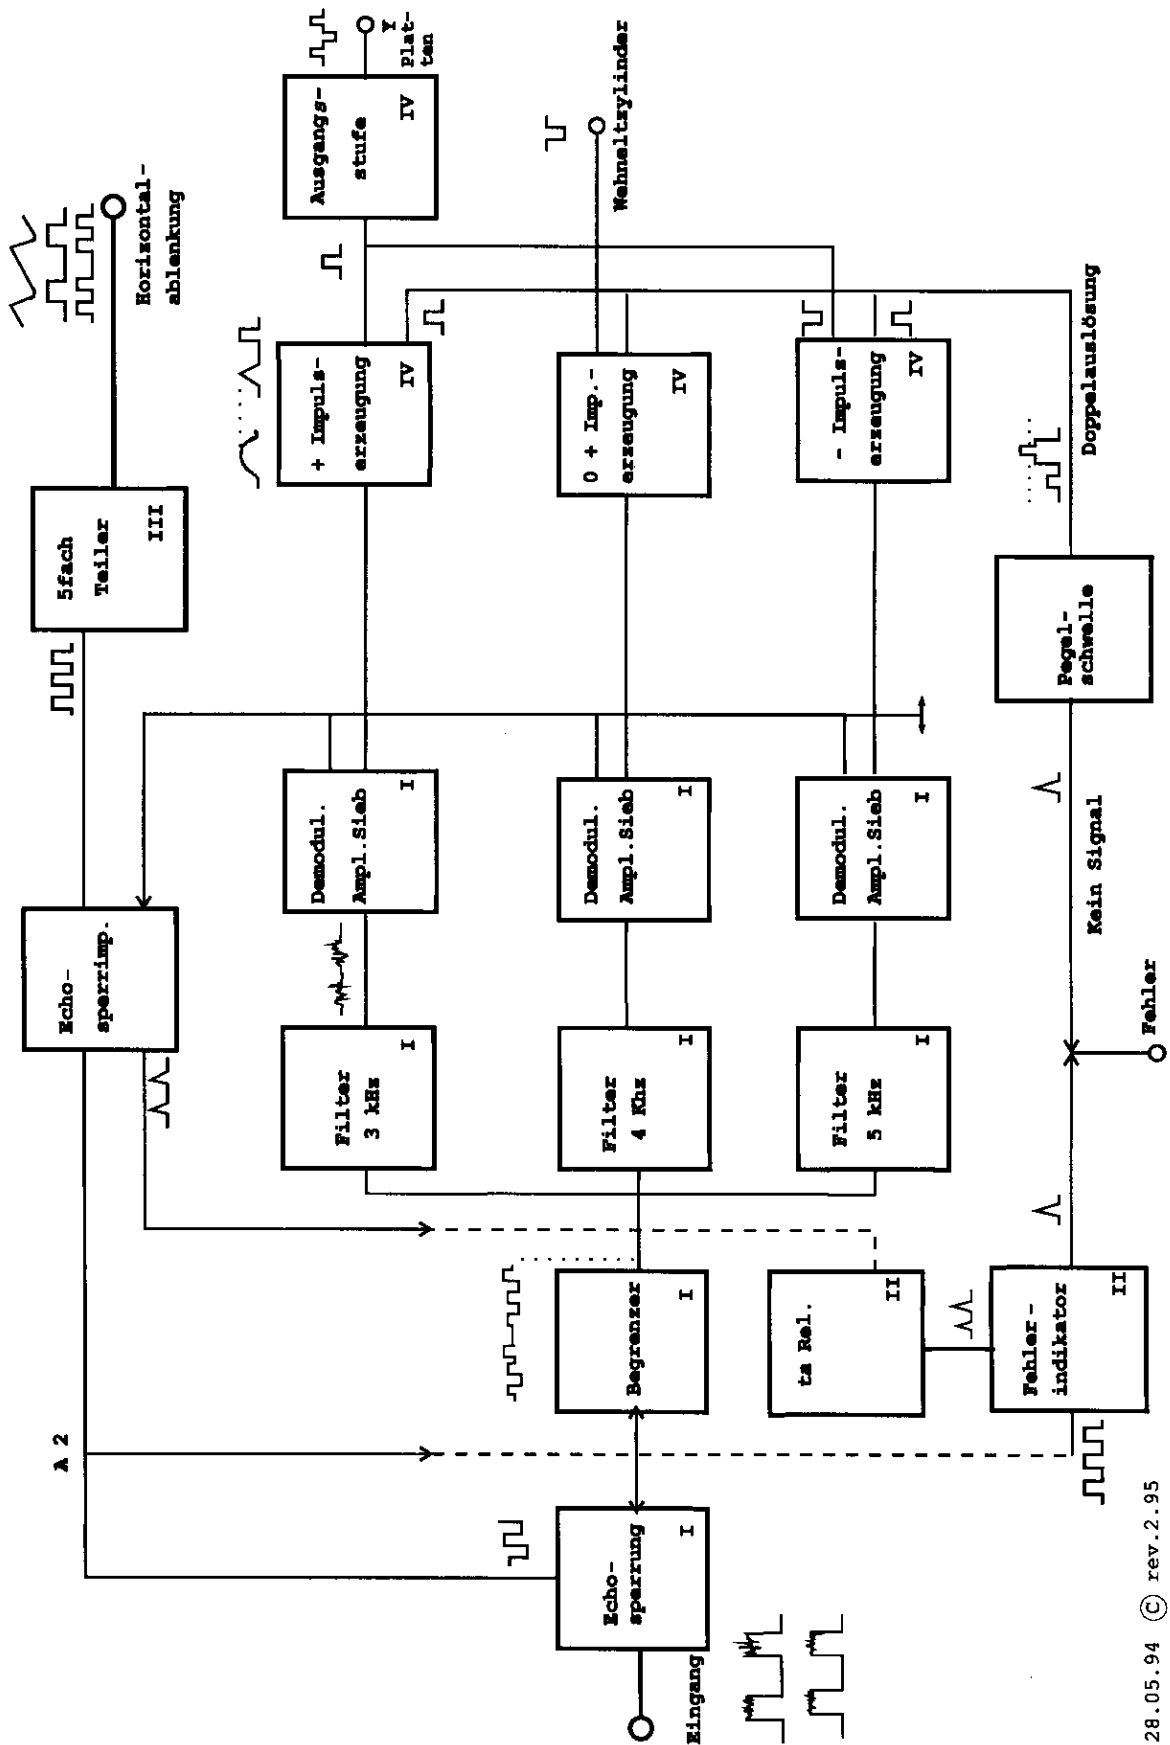 Horizontal-
ablenkung
5fach
Teiler
III
Echo-
sperrimp.
A 2
Y
Plat-
ten
Ausgangs-
stufe
IV
+ Impuls-
erzeugung
IV
Demodul.
Ampl.Sieb
I
Filter
3 kHz
I
Wehneltzylinder
0 + Imp.-
erzeugung
IV
Demodul.
Ampl.Sieb
I
Filter
4 Khz
I
Begrenzer
I
Echo-
sperrung
I
Eingang
- Impuls-
erzeugung
IV
Demodul.
Ampl.Sieb
I
Filter
5 kHz
I
ta Rel.
II
Doppelauslösung
Pegel-
schwelle
Kein Signal
Fehler
Fehler-
indikator
II
28.05.94 © rev.2.95